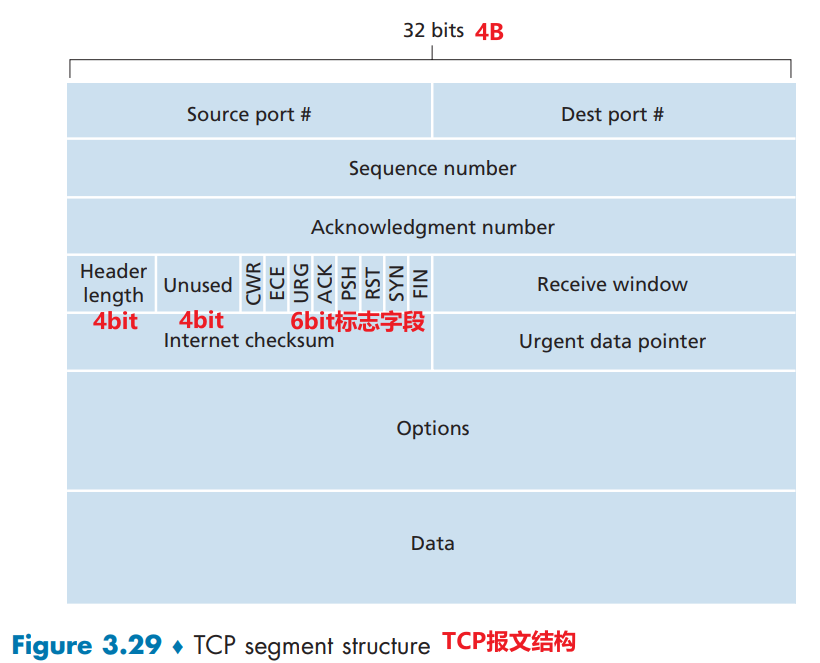 32 bits 4B
Source port #
Dest port #
Sequence number
Acknowledgment number
Header length
Unused
CWR
ECE
URG
ACK
PSH
RST
SYN
FIN
Receive window
4bit
4bit
6bit标志字段
Internet checksum
Urgent data pointer
Options
Data
Figure 3.29 ♦ TCP segment structure TCP报文结构